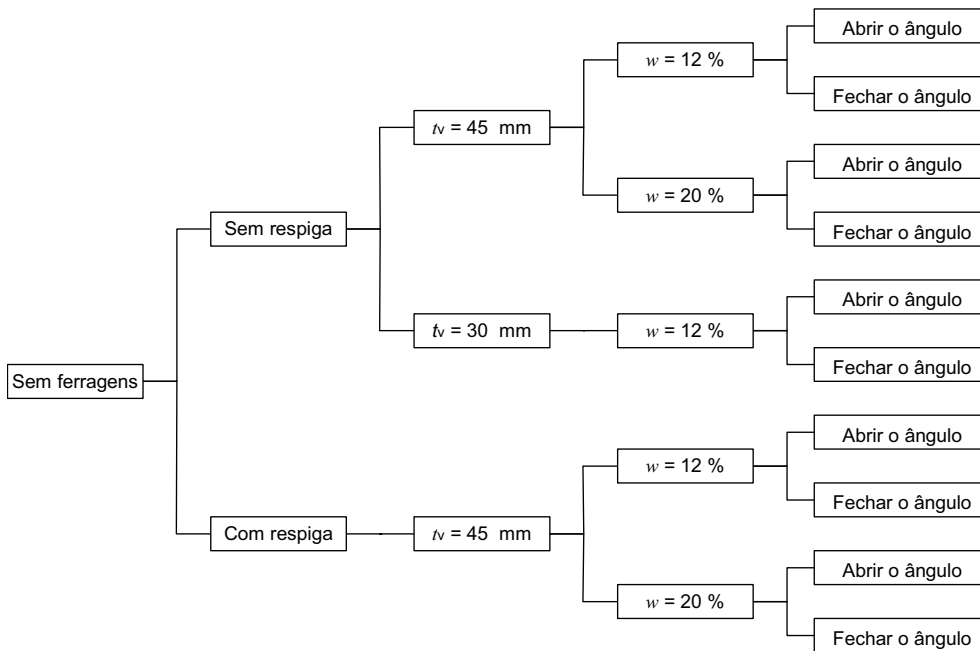 Abrir o ângulo
w = 12 %
Fechar o ângulo
tv = 45 mm
Abrir o ângulo
w = 20 %
Sem respiga
Fechar o ângulo
Abrir o ângulo
tv = 30 mm
w = 12 %
Fechar o ângulo
Sem ferragens
Abrir o ângulo
w = 12 %
Fechar o ângulo
Com respiga
tv = 45 mm
Abrir o ângulo
w = 20 %
Fechar o ângulo